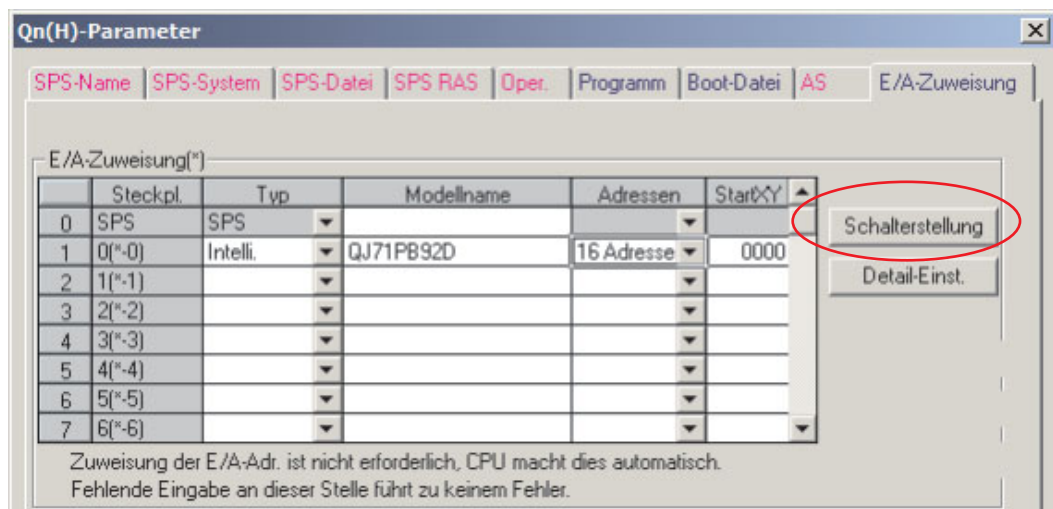 Qn(H)-Parameter
SPS-Name SPS-System SPS-Datei SPS RAS Oper. Programm Boot-Datei AS E/A-Zuweisung
E/A-Zuweisung(*)
Steckpl. Typ Modellname Adressen StartXY
0 SPS SPS
1 0(*-0) Intelli. QJ71PB92D 16 Adresse 0000
2 1(*-1)
3 2(*-2)
4 3(*-3)
5 4(*-4)
6 5(*-5)
7 6(*-6)
Schalterstellung
Detail-Einst.
Zuweisung der E/A-Adr. ist nicht erforderlich, CPU macht dies automatisch.
Fehlende Eingabe an dieser Stelle führt zu keinem Fehler.